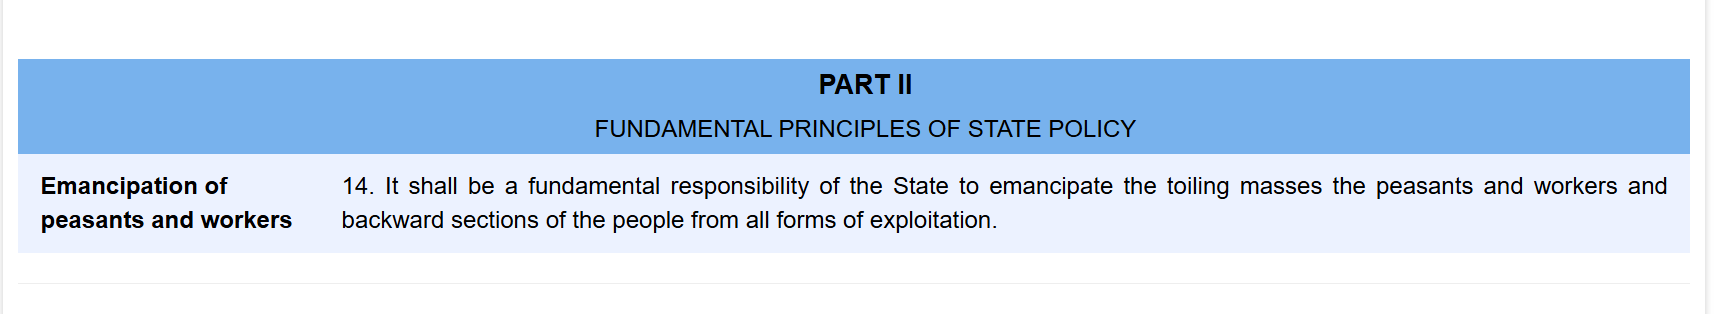 PART II
FUNDAMENTAL PRINCIPLES OF STATE POLICY
Emancipation of
peasants and workers
14. It shall be a fundamental responsibility of the State to emancipate the toiling masses the peasants and workers and
backward sections of the people from all forms of exploitation.